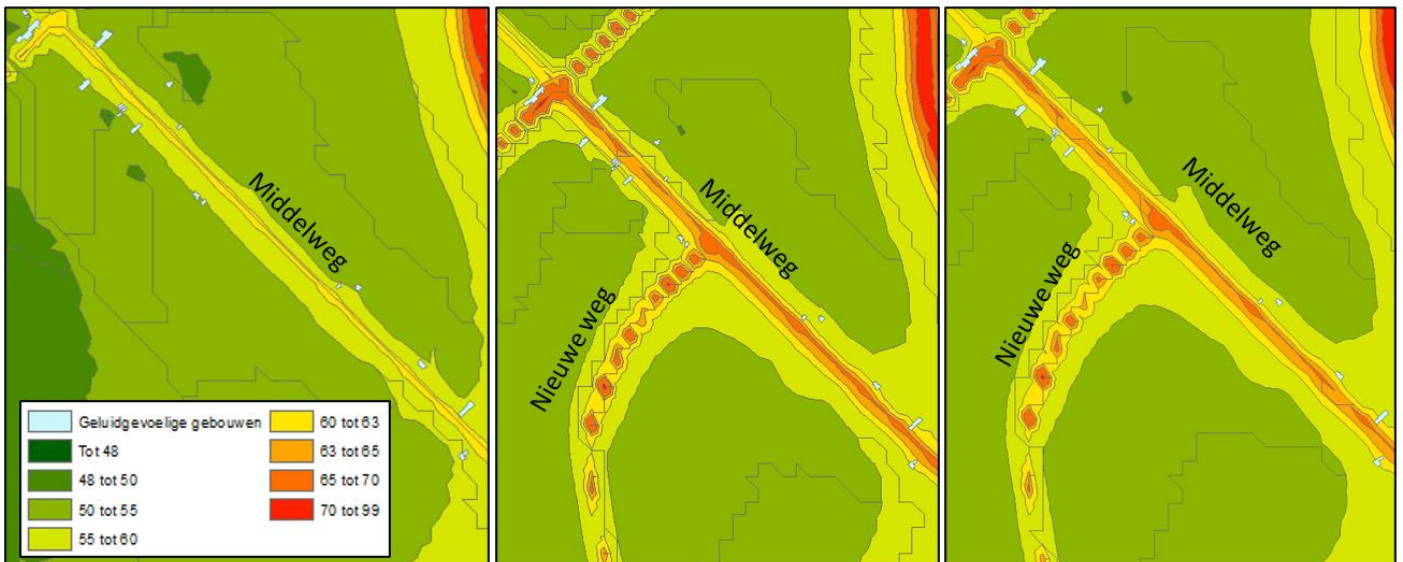 Middelweg
Geluidgevoelige gebouwen
Tot 48
48 tot 50
50 tot 55
55 tot 60
60 tot 63
63 tot 65
65 tot 70
70 tot 99
Middelweg
Nieuwe weg
Middelweg
Nieuwe weg